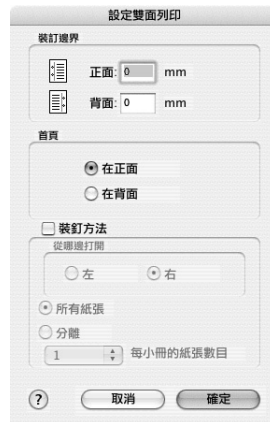 設定雙面列印
裝訂邊界
正面: 0 mm
背面: 0 mm
首頁
在正面
在背面
裝釘方法
從哪邊打開
左 右
所有紙張
分離
1 每小冊的紙張數目
? 取消 確定